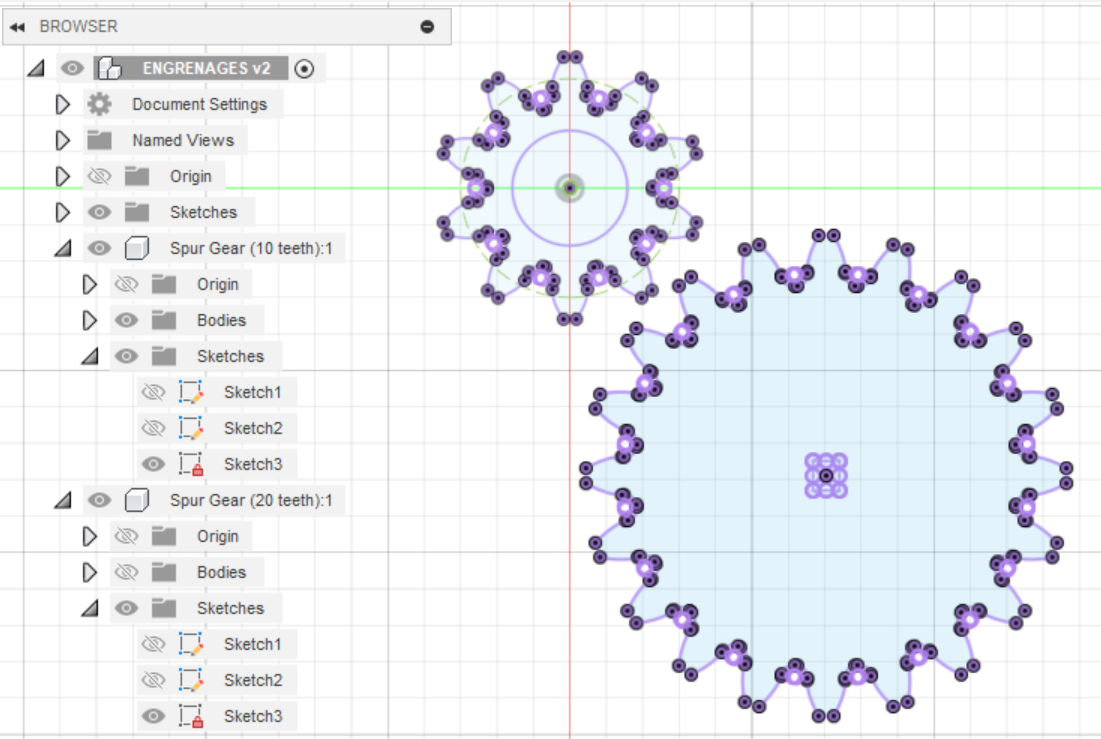 BROWSER
ENGRENAGES v2
Document Settings
Named Views
Origin
Sketches
Spur Gear (10 teeth):1
Origin
Bodies
Sketches
Sketch1
Sketch2
Sketch3
Spur Gear (20 teeth):1
Origin
Bodies
Sketches
Sketch1
Sketch2
Sketch3